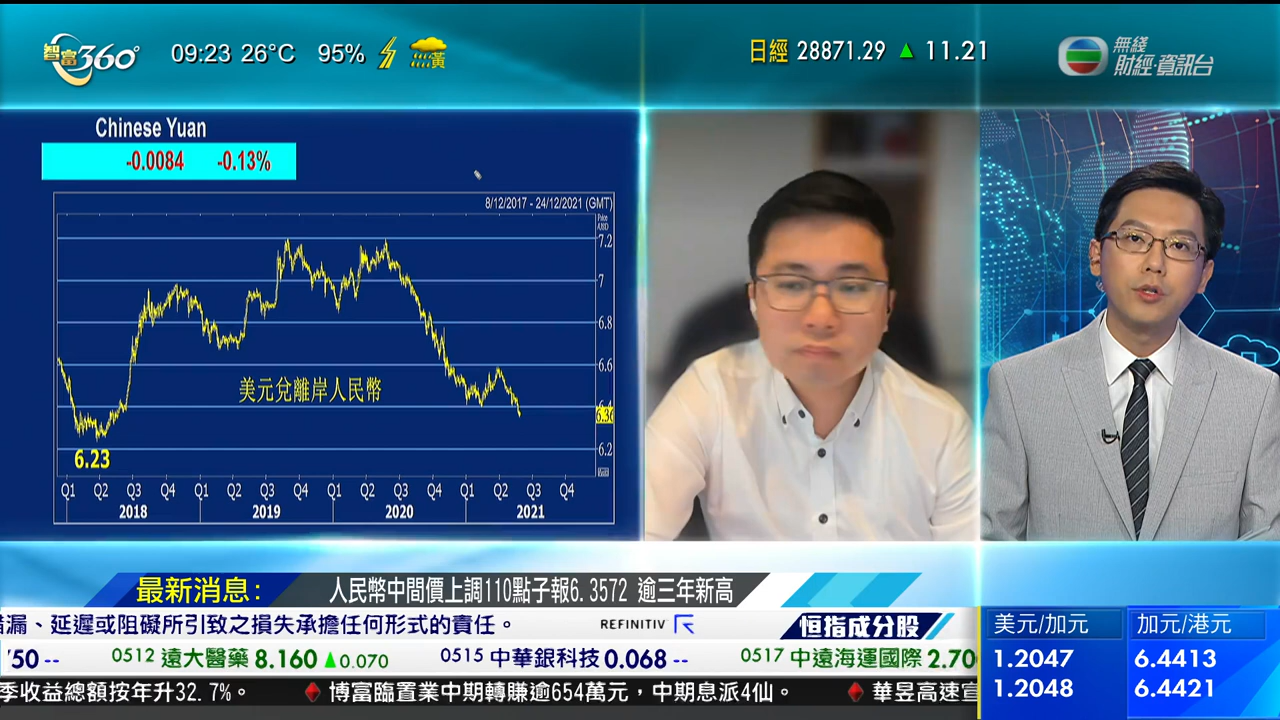 智富360°
09:23 26°C 95% 黃
日經 28871.29 ▲ 11.21
無綫
財經·資訊台
Chinese Yuan
-0.0084 -0.13%
8/12/2017 - 24/12/2021 (GMT)
Price
USD
7.2
7
6.8
6.6
6.4
6.36
6.2
美元兌離岸人民幣
6.23
Q1 Q2 Q3 Q4 Q1 Q2 Q3 Q4 Q1 Q2 Q3 Q4 Q1 Q2 Q3 Q4
2018 2019 2020 2021
最新消息: 人民幣中間價上調110點子報6.3572 逾三年新高
漏、延遲或阻礙所引致之損失承擔任何形式的責任。 REFINITIV 恒指成分股
750 -- 0512 遠大醫藥 8.160 ▲0.070 0515 中華銀科技 0.068 -- 0517 中遠海運國際 2.70
季收益總額按年升32.7%。 ♦ 博富臨置業中期轉賺逾654萬元，中期息派4仙。 ♦ 華昱高速宣
美元/加元 加元/港元
1.2047 6.4413
1.2048 6.4421